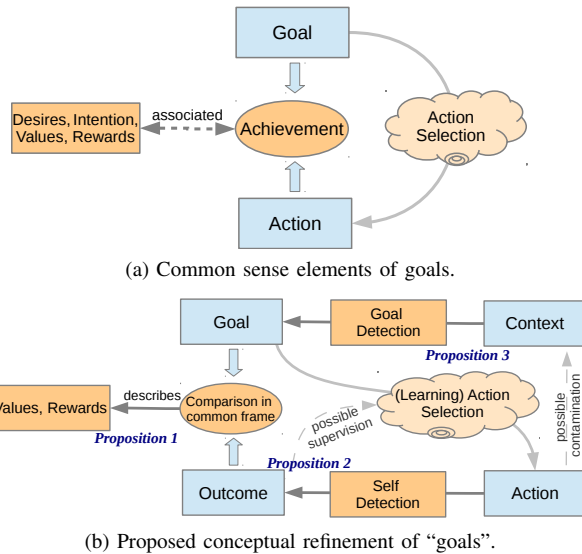 Goal
Desires, Intention,
Values, Rewards
associated
Achievement
Action
Selection
Action
(a) Common sense elements of goals.
Goal
Goal
Detection
Context
Proposition 3
Values, Rewards
describes
Proposition 1
Comparison in
common frame
possible
supervision
(Learning) Action
Selection
possible
contamination
Proposition 2
Outcome
Self
Detection
Action
(b) Proposed conceptual refinement of “goals”.